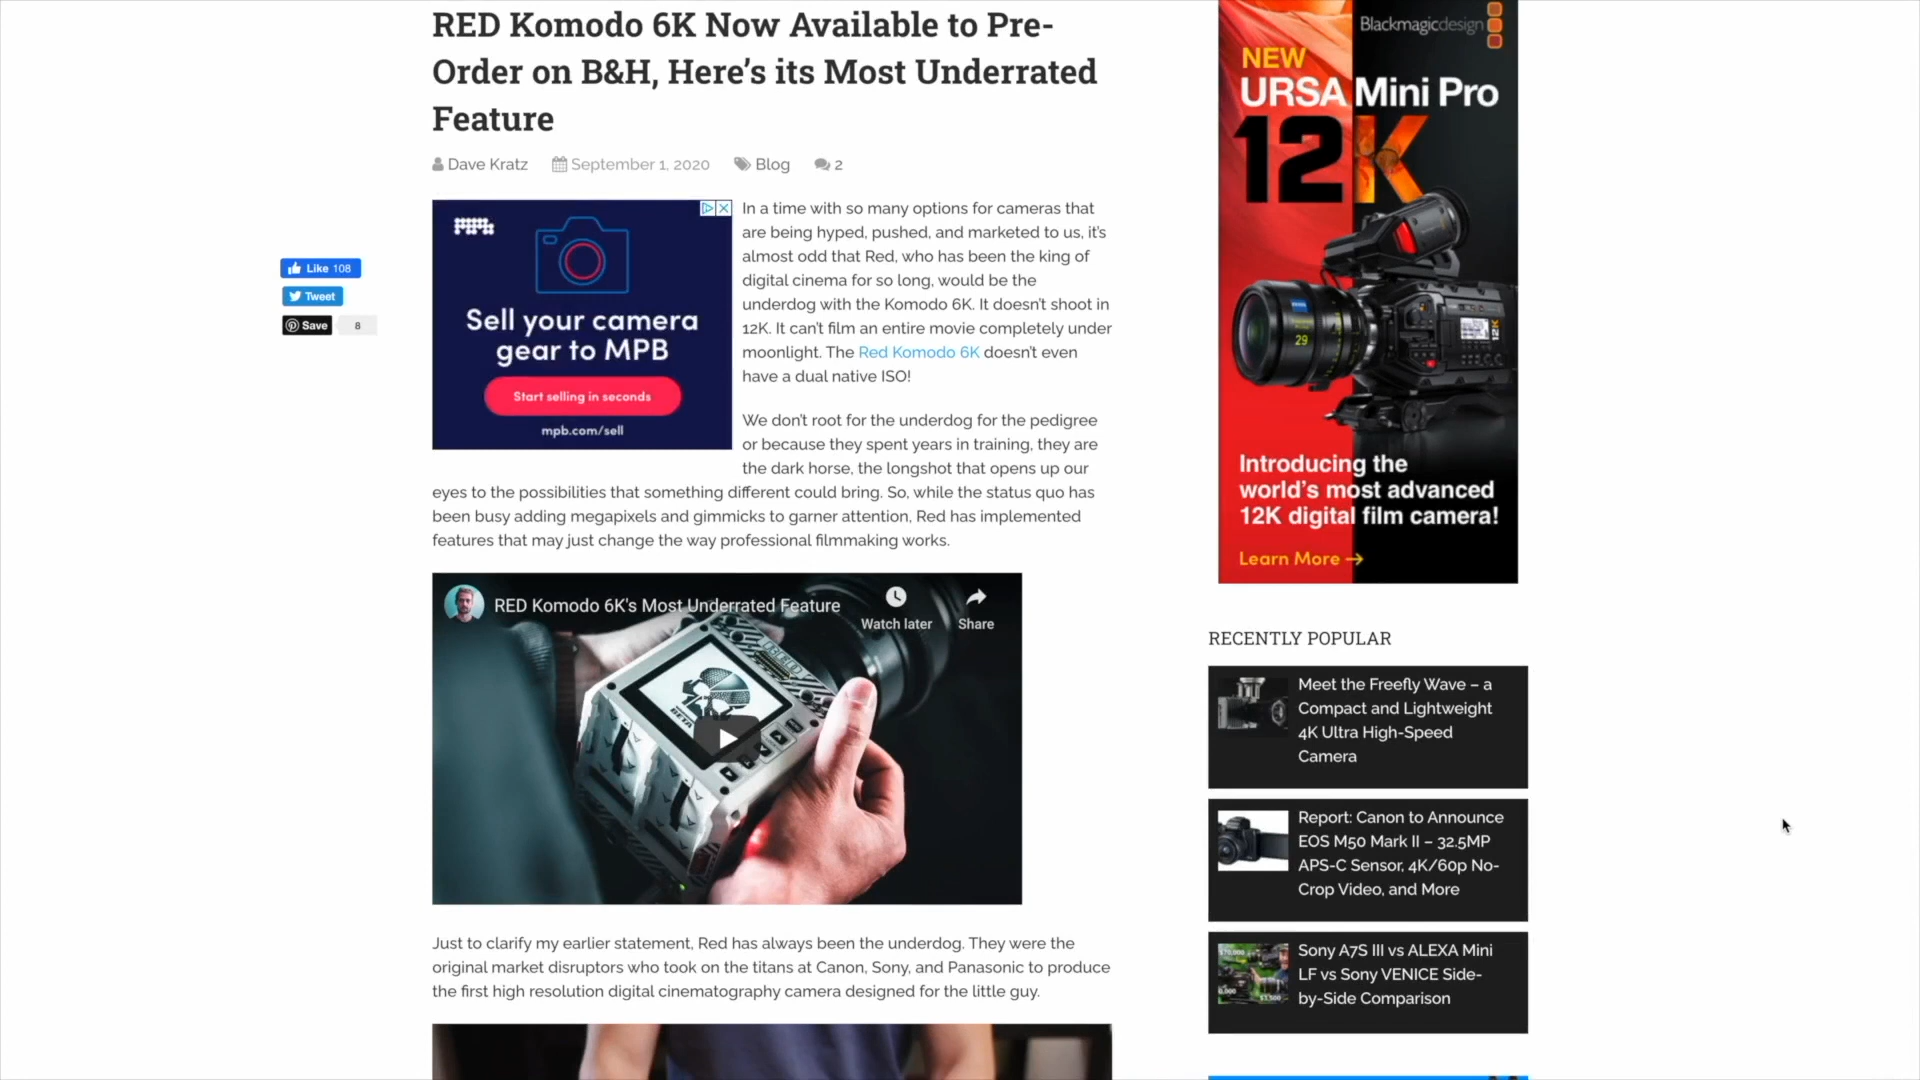 RED Komodo 6K Now Available to Pre-
Order on B&H, Here's its Most Underrated
Feature
Dave Kratz September 1, 2020 Blog 2
Like 108
Tweet
Save 8
Sell your camera
gear to MPB
Start selling in seconds
mpb.com/sell
In a time with so many options for cameras that
are being hyped, pushed, and marketed to us, it's
almost odd that Red, who has been the king of
digital cinema for so long, would be the
underdog with the Komodo 6K. It doesn't shoot in
12K. It can't film an entire movie completely under
moonlight. The Red Komodo 6K doesn't even
have a dual native ISO!
We don't root for the underdog for the pedigree
or because they spent years in training, they are
the dark horse, the longshot that opens up our
eyes to the possibilities that something different could bring. So, while the status quo has
been busy adding megapixels and gimmicks to garner attention, Red has implemented
features that may just change the way professional filmmaking works.
RED Komodo 6K's Most Underrated Feature
Watch later
Share
BETA
Just to clarify my earlier statement, Red has always been the underdog. They were the
original market disruptors who took on the titans at Canon, Sony, and Panasonic to produce
the first high resolution digital cinematography camera designed for the little guy.
Blackmagicdesign
NEW
URSA Mini Pro
12K
29
12K
Introducing the
world's most advanced
12K digital film camera!
Learn More →
RECENTLY POPULAR
Meet the Freefly Wave – a
Compact and Lightweight
4K Ultra High-Speed
Camera
Report: Canon to Announce
EOS M50 Mark II – 32.5MP
APS-C Sensor, 4K/60p No-
Crop Video, and More
Sony A7S III vs ALEXA Mini
LF vs Sony VENICE Side-
by-Side Comparison